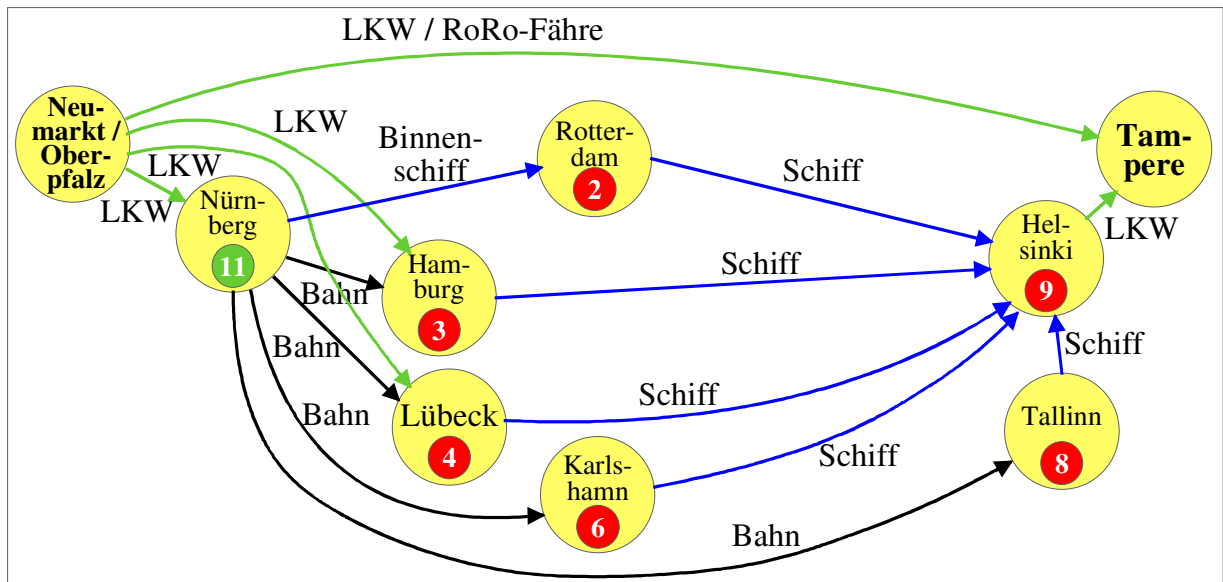 LKW / RoRo-Fähre
Neu-
markt /
Ober-
pfalz
LKW
LKW
LKW
Binnen-
schiff
Rotter-
dam
2
Schiff
Tam-
pere
Nürn-
berg
11
Hel-
sinki
9
LKW
Ham-
burg
3
Schiff
Bahn
Bahn
Bahn
Lübeck
4
Schiff
Schiff
Tallinn
8
Karls-
hamn
6
Schiff
Bahn